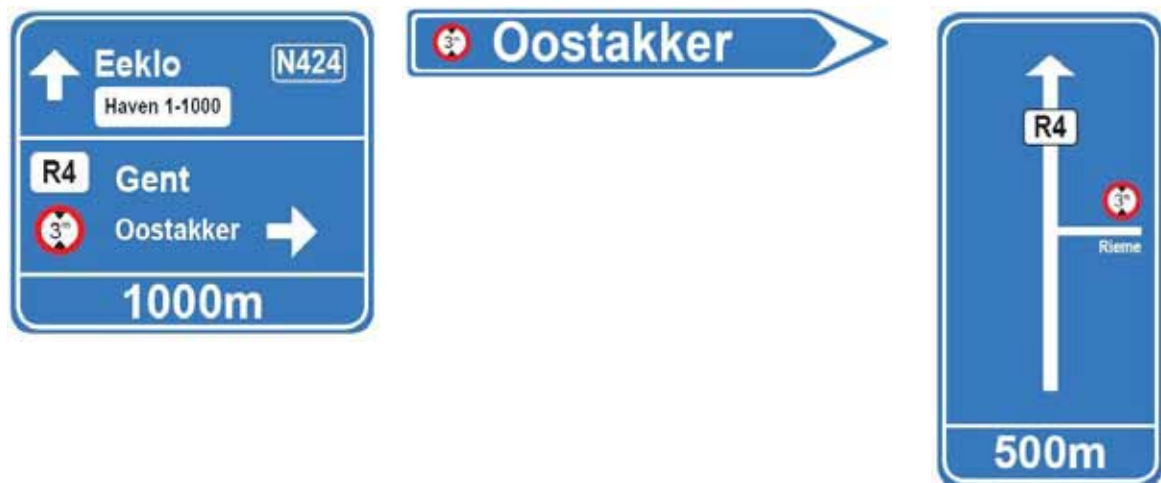 Eeklo N424
Haven 1-1000
R4 Gent
3m Oostakker
1000m
3m Oostakker
R4
3m
Rieme
500m